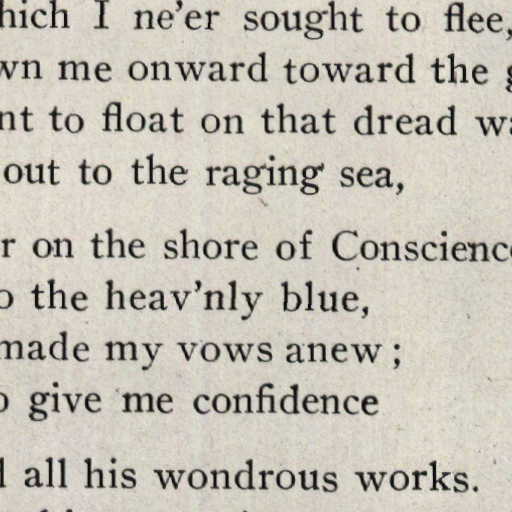 hich I ne'er sought to flee,
wn me onward toward the
nt to float on that dread wa
out to the raging sea,
r on the shore of Conscienc
o the heav'nly blue,
made my vows anew;
o give me confidence
l all his wondrous works.